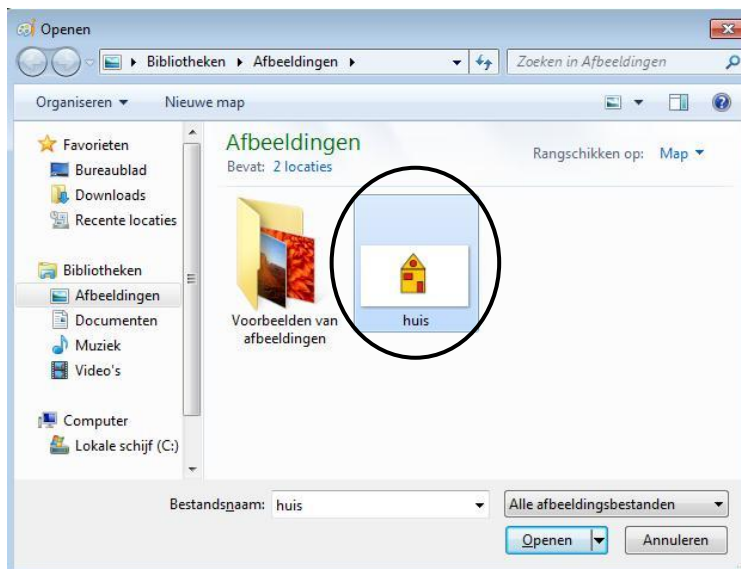 Openen
Bibliotheken Afbeeldingen
Zoeken in Afbeeldingen
Organiseren
Nieuwe map
Favorieten
Bureaublad
Downloads
Recente locaties
Bibliotheken
Afbeeldingen
Documenten
Muziek
Video's
Computer
Lokale schijf (C:)
Afbeeldingen
Bevat: 2 locaties
Rangschikken op: Map
Voorbeelden van
afbeeldingen
huis
Bestandsnaam: huis
Alle afbeeldingsbestanden
Openen
Annuleren